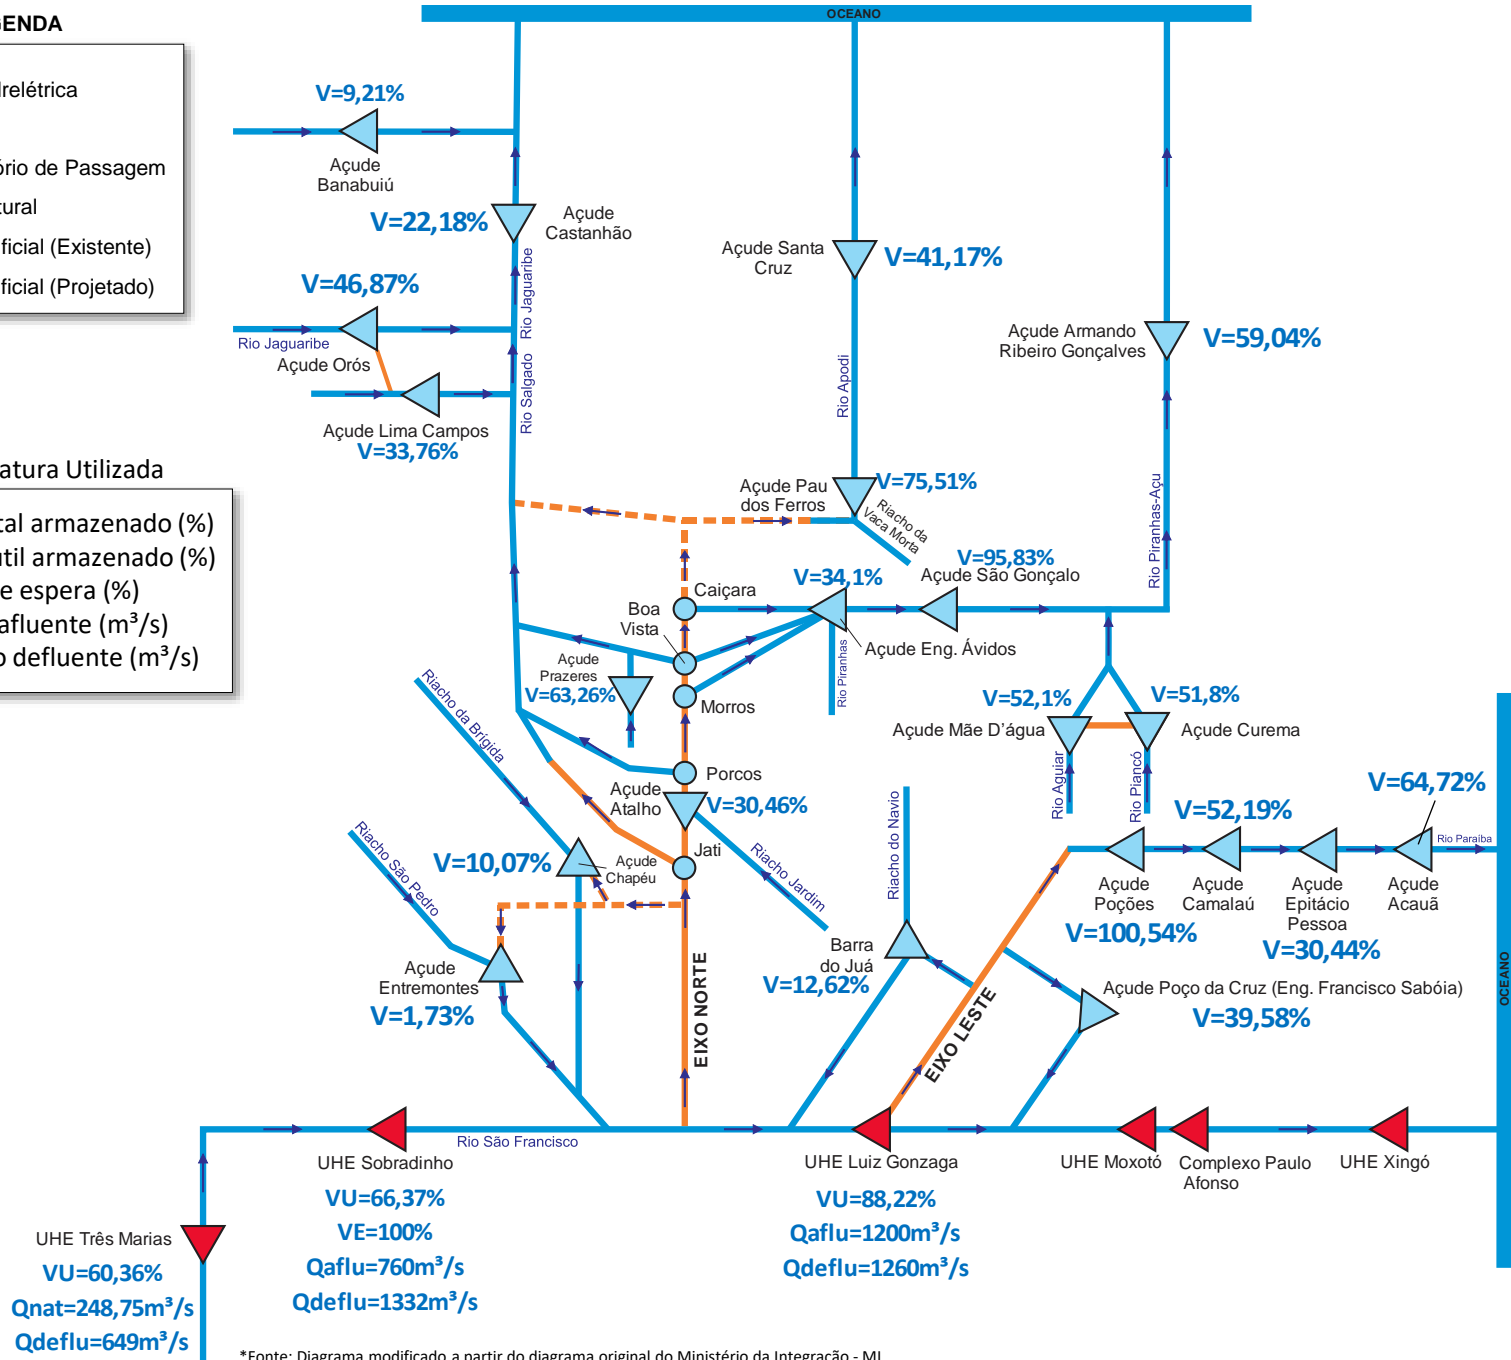 OCEANO
GENDA
drelétrica
ório de Passagem
tural
ificial (Existente)
ificial (Projetado)
V=9,21%
Açude
Banabuiú
V=22,18%
Açude
Castanhão
V=46,87%
Rio Jaguaribe
Açude Orós
Rio Jaguaribe
Rio Salgado
Açude Lima Campos
V=33,76%
Açude Santa
Cruz
V=41,17%
Rio Apodi
Açude Armando
Ribeiro Gonçalves
V=59,04%
Rio Piranhas-Açu
atura Utilizada
tal armazenado (%)
útil armazenado (%)
e espera (%)
afluente (m³/s)
o defluente (m³/s)
Açude Pau
dos Ferros
V=75,51%
Riacho da
Vaca Morta
V=95,83%
Açude São Gonçalo
V=34,1%
Caiçara
Boa
Vista
Açude Eng. Ávidos
Rio Piranhas
Açude
Prazeres
V=63,26%
Morros
Riacho da Brígida
V=52,1%
Açude Mãe D'água
V=51,8%
Açude Curema
Rio Aguiar
Rio Piancó
Porcos
Açude
Atalho
V=30,46%
Jati
Riacho Jardim
V=10,07%
Açude
Chapéu
Riacho São Pedro
Riacho do Navio
V=64,72%
V=52,19%
Rio Paraiba
Açude
Poções
V=100,54%
Açude
Camalaú
Açude
Epitácio
Pessoa
V=30,44%
Açude
Acauã
Açude
Entremontes
V=1,73%
Barra
do Juá
V=12,62%
EIXO NORTE
EIXO LESTE
Açude Poço da Cruz (Eng. Francisco Sabóia)
V=39,58%
OCEANO
Rio São Francisco
UHE Sobradinho
VU=66,37%
VE=100%
Qaflu=760m³/s
Qdeflu=1332m³/s
UHE Luiz Gonzaga
VU=88,22%
Qaflu=1200m³/s
Qdeflu=1260m³/s
UHE Moxotó
Complexo Paulo
Afonso
UHE Xingó
UHE Três Marias
VU=60,36%
Qnat=248,75m³/s
Qdeflu=649m³/s
*Fonte: Diagrama modificado a partir do diagrama original do Ministério da Integração - MI